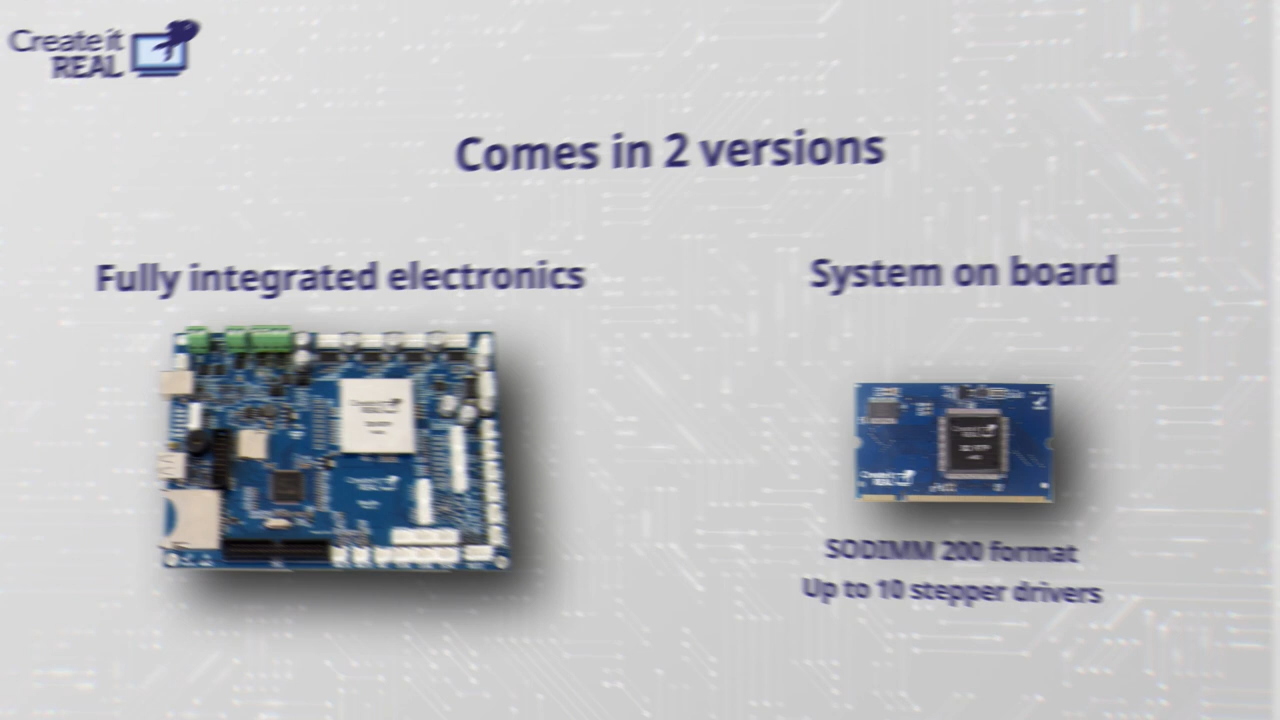 Create it
REAL
Comes in 2 versions
Fully integrated electronics
System on board
SODIMM 200 format
Up to 10 stepper drivers